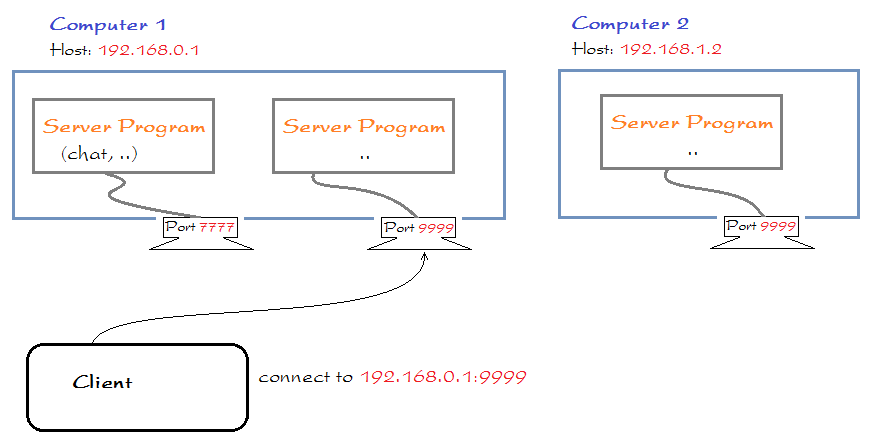 Computer 1
Host: 192.168.0.1
Computer 2
Host: 192.168.1.2
Server Program
(chat, ..)
Server Program
..
Server Program
..
Port 7777
Port 9999
Port 9999
Client
connect to 192.168.0.1:9999